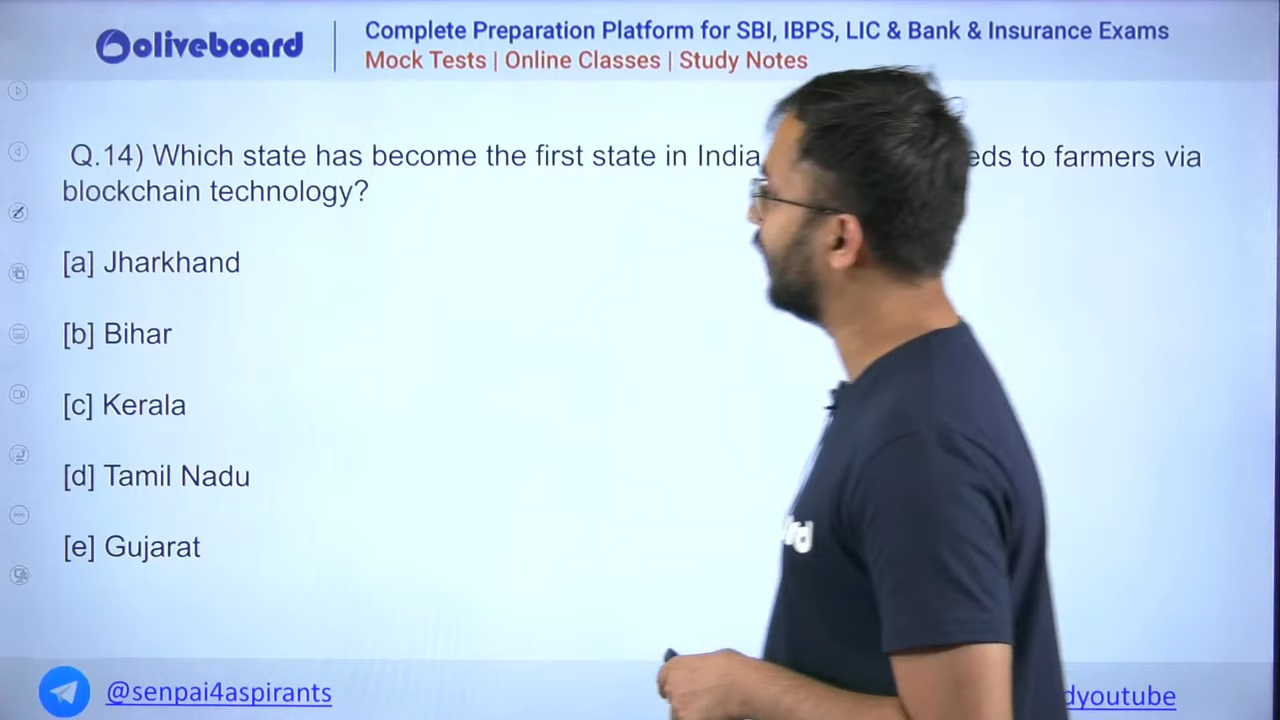 oliveboard
Complete Preparation Platform for SBI, IBPS, LIC & Bank & Insurance Exams
Mock Tests | Online Classes | Study Notes
Q.14) Which state has become the first state in India eds to farmers via
blockchain technology?
[a] Jharkhand
[b] Bihar
[c] Kerala
[d] Tamil Nadu
[e] Gujarat
@senpai4aspirants dyoutube